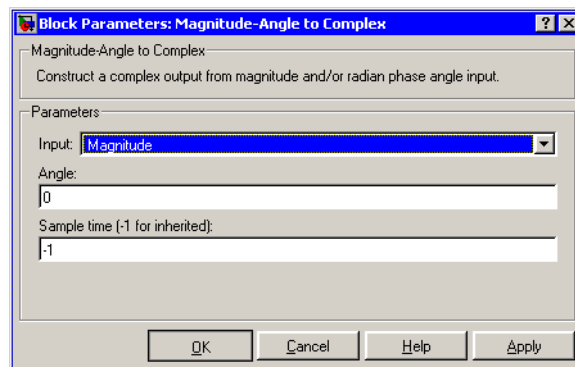 Block Parameters: Magnitude-Angle to Complex
Magnitude-Angle to Complex
Construct a complex output from magnitude and/or radian phase angle input.
Parameters
Input: Magnitude
Angle:
0
Sample time (-1 for inherited):
-1
OK Cancel Help Apply